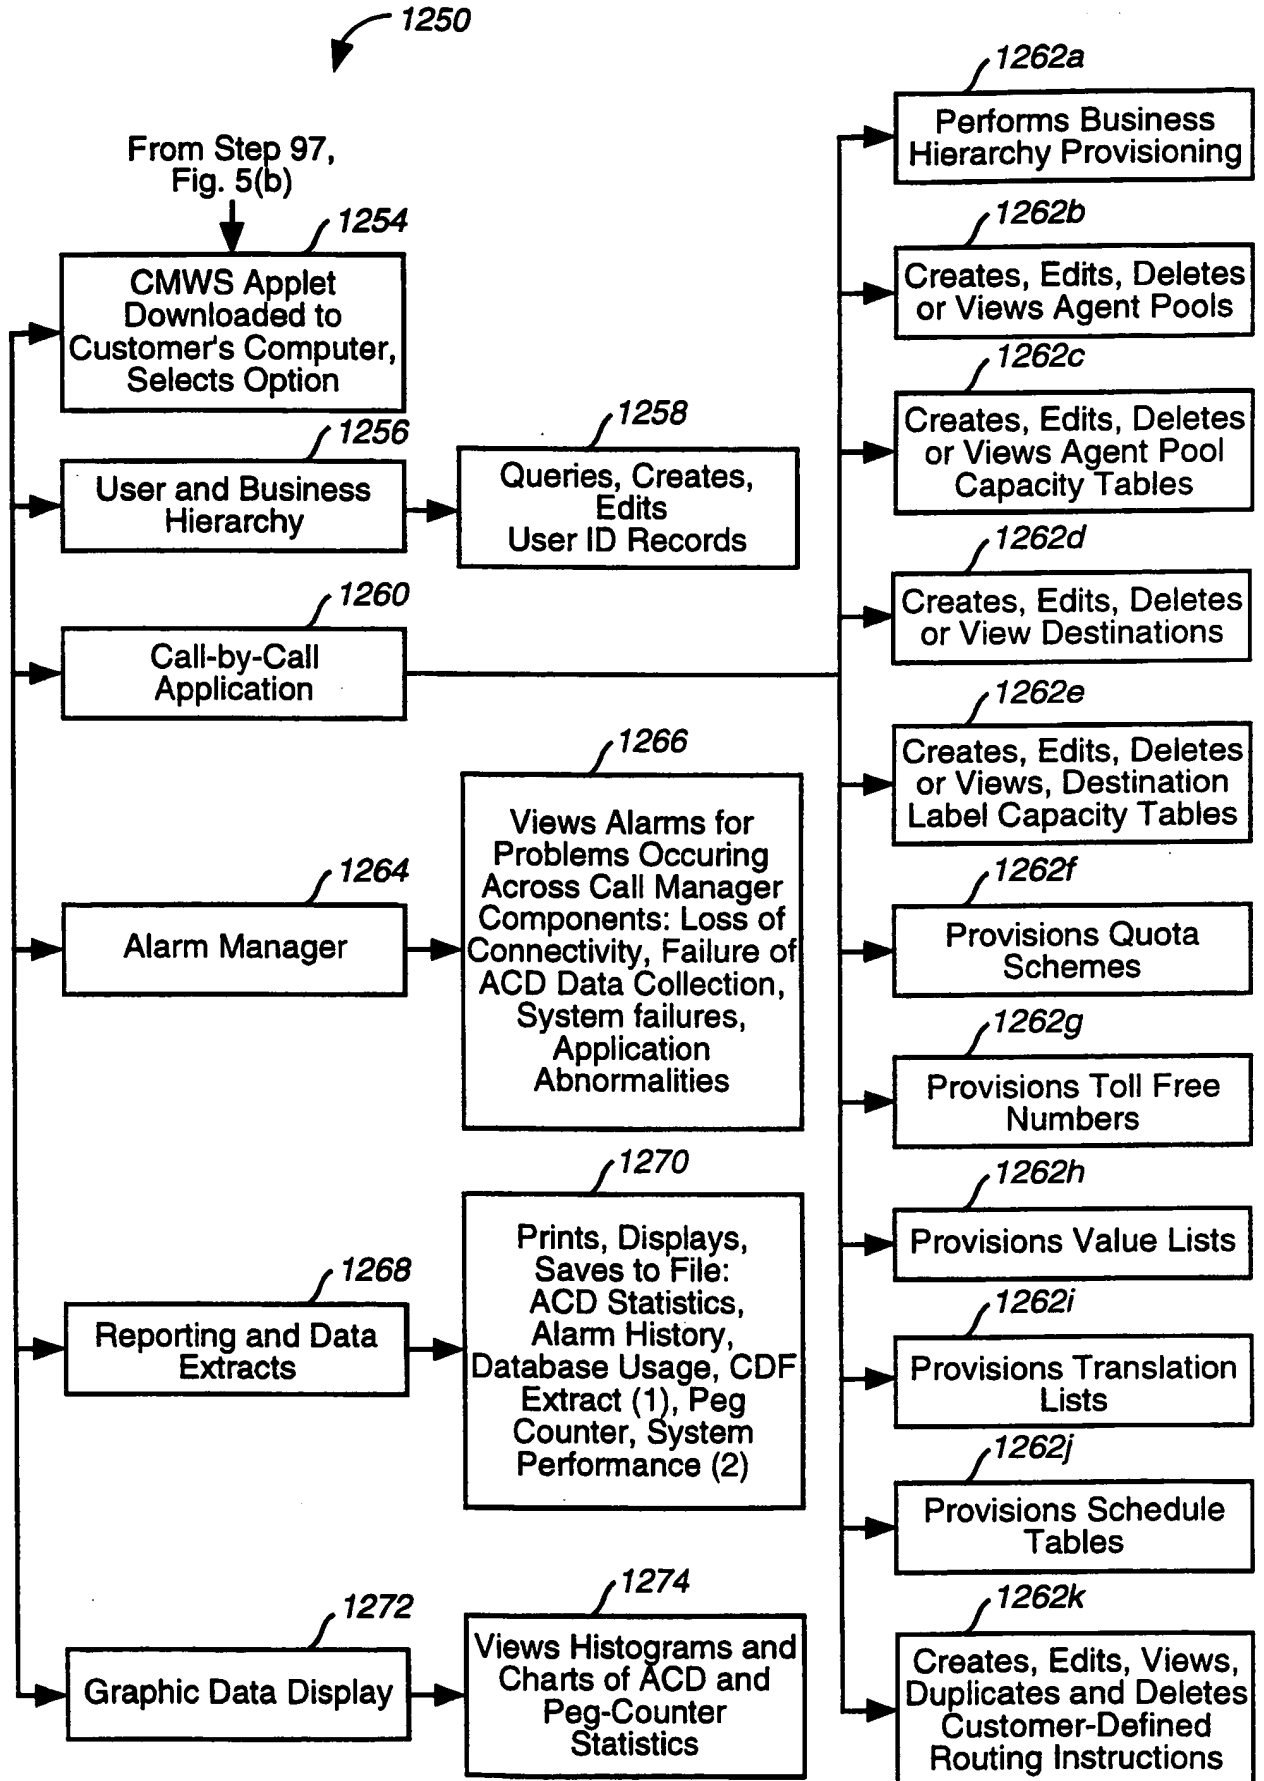 1250
From Step 97,
Fig. 5(b)
1254
CMWS Applet
Downloaded to
Customer's Computer,
Selects Option
1256
User and Business
Hierarchy
1258
Queries, Creates,
Edits
User ID Records
1260
Call-by-Call
Application
1262a
Performs Business
Hierarchy Provisioning
1262b
Creates, Edits, Deletes
or Views Agent Pools
1262c
Creates, Edits, Deletes
or Views Agent Pool
Capacity Tables
1262d
Creates, Edits, Deletes
or View Destinations
1262e
Creates, Edits, Deletes
or Views, Destination
Label Capacity Tables
1262f
Provisions Quota
Schemes
1262g
Provisions Toll Free
Numbers
1262h
Provisions Value Lists
1262i
Provisions Translation
Lists
1262j
Provisions Schedule
Tables
1262k
Creates, Edits, Views,
Duplicates and Deletes
Customer-Defined
Routing Instructions
1264
Alarm Manager
1266
Views Alarms for
Problems Occuring
Across Call Manager
Components: Loss of
Connectivity, Failure of
ACD Data Collection,
System failures,
Application
Abnormalities
1268
Reporting and Data
Extracts
1270
Prints, Displays,
Saves to File:
ACD Statistics,
Alarm History,
Database Usage, CDF
Extract (1), Peg
Counter, System
Performance (2)
1272
Graphic Data Display
1274
Views Histograms and
Charts of ACD and
Peg-Counter
Statistics